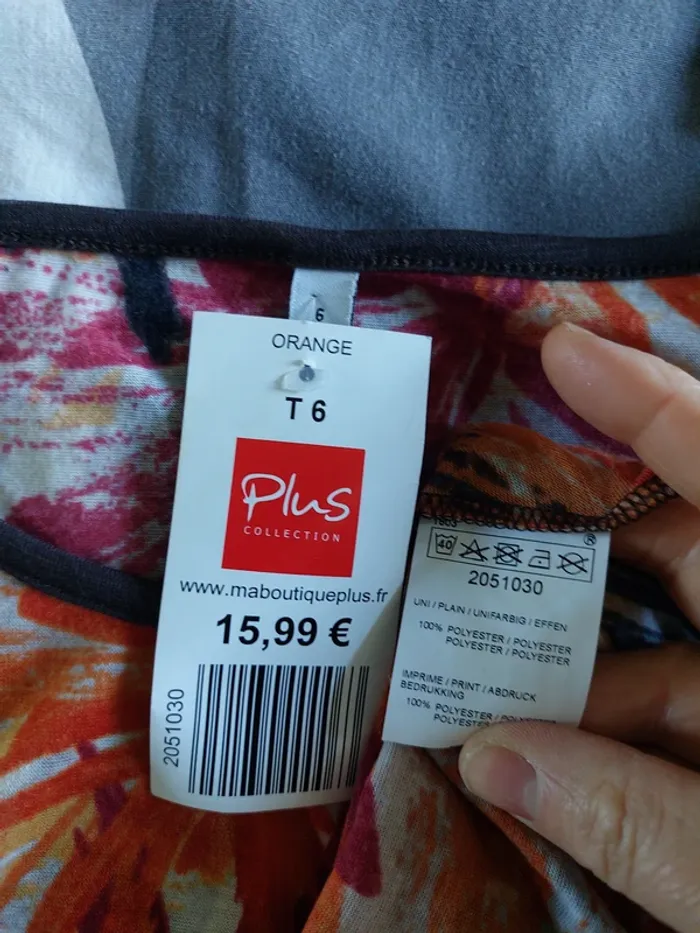 6
ORANGE
T 6
Plus
COLLECTION
www.maboutiqueplus.fr
15,99 €
2051030
®
40
2051030
UNI / PLAIN / UNIFARBIG / EFFEN
100% POLYESTER / POLYESTER
POLYESTER / POLYESTER
IMPRIME / PRINT / ABDRUCK
BEDRUKKING
100% POLYESTER / POLYESTER
POLYESTER